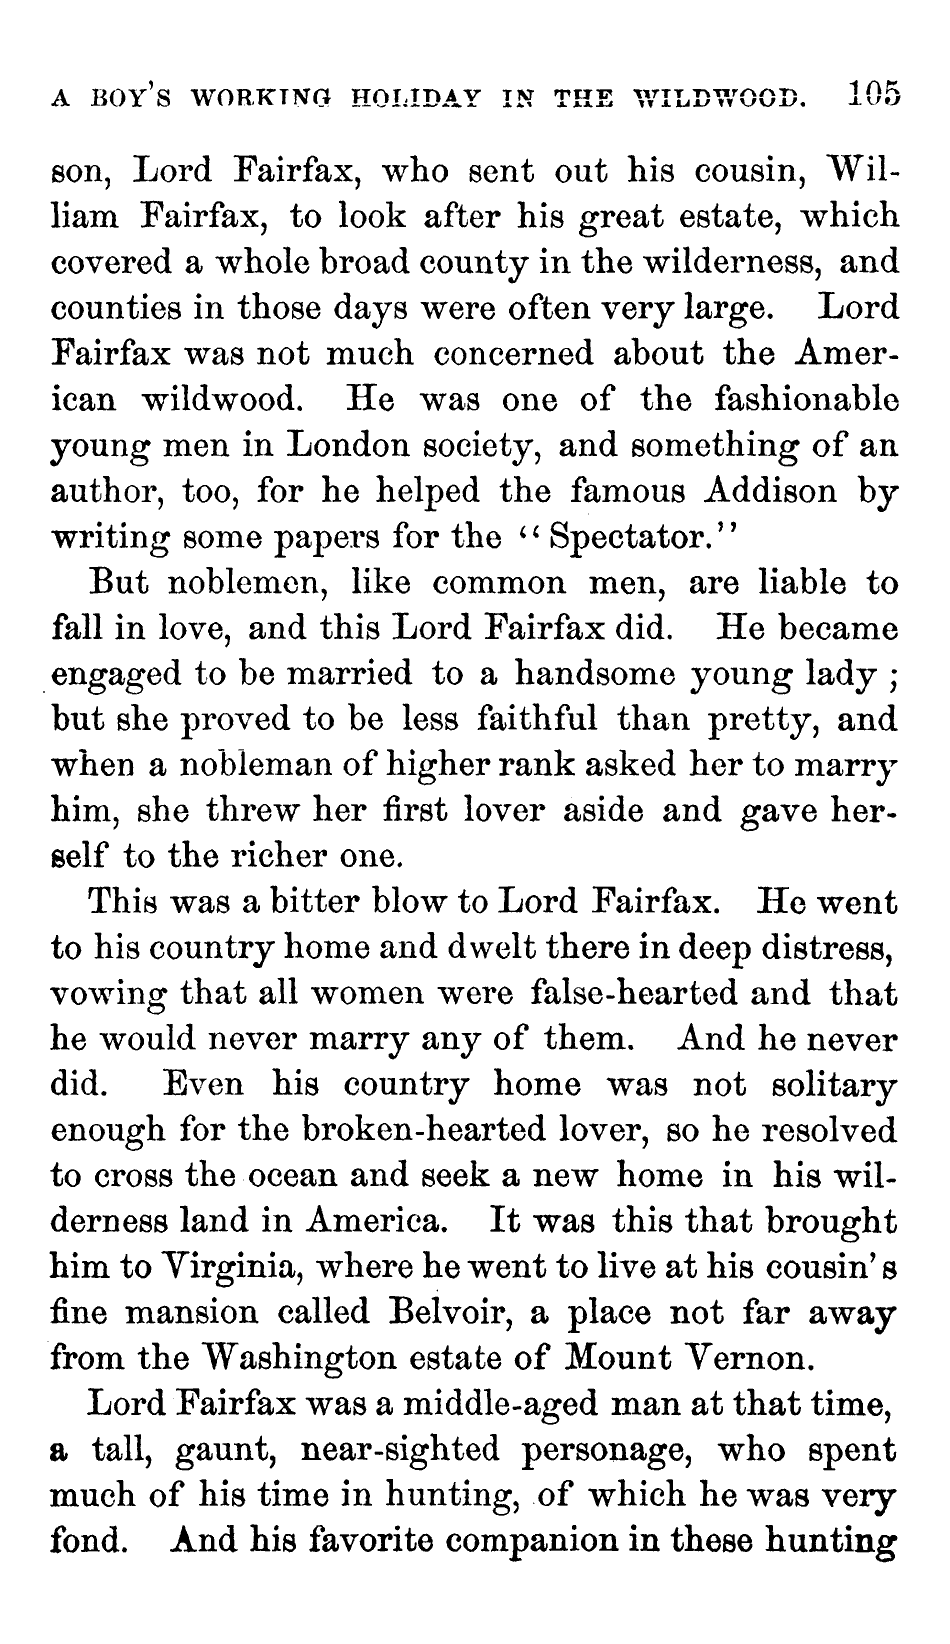 A BOY'S WORKING HOLIDAY IN THE WILDWOOD. 105
son, Lord Fairfax, who sent out his cousin, Wil-
liam Fairfax, to look after his great estate, which
covered a whole broad county in the wilderness, and
counties in those days were often very large. Lord
Fairfax was not much concerned about the Amer-
ican wildwood. He was one of the fashionable
young men in London society, and something of an
author, too, for he helped the famous Addison by
writing some papers for the "Spectator."
But noblemen, like common men, are liable to
fall in love, and this Lord Fairfax did. He became
engaged to be married to a handsome young lady ;
but she proved to be less faithful than pretty, and
when a nobleman of higher rank asked her to marry
him, she threw her first lover aside and gave her-
self to the richer one.
This was a bitter blow to Lord Fairfax. He went
to his country home and dwelt there in deep distress,
vowing that all women were false-hearted and that
he would never marry any of them. And he never
did. Even his country home was not solitary
enough for the broken-hearted lover, so he resolved
to cross the ocean and seek a new home in his wil-
derness land in America. It was this that brought
him to Virginia, where he went to live at his cousin's
fine mansion called Belvoir, a place not far away
from the Washington estate of Mount Vernon.
Lord Fairfax was a middle-aged man at that time,
a tall, gaunt, near-sighted personage, who spent
much of his time in hunting, of which he was very
fond. And his favorite companion in these hunting